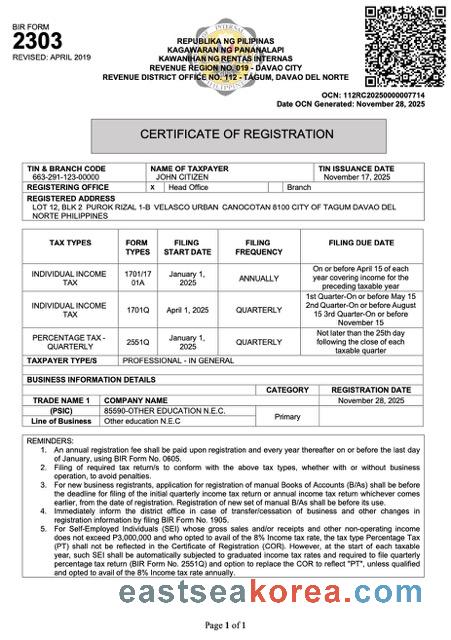 BIR FORM
2303
REVISED: APRIL 2019
REPUBLIKA NG PILIPINAS
KAGAWARAN NG PANANALAPI
KAWANIHAN NG RENTAS INTERNAS
REVENUE REGION NO. 019 - DAVAO CITY
REVENUE DISTRICT OFFICE NO. 112 - TAGUM, DAVAO DEL NORTE
OCN: 112RC20250000007714
Date OCN Generated: November 28, 2025
CERTIFICATE OF REGISTRATION
TIN & BRANCH CODE NAME OF TAXPAYER TIN ISSUANCE DATE
663-291-123-00000 JOHN CITIZEN November 17, 2025
REGISTERING OFFICE X Head Office Branch
REGISTERED ADDRESS
LOT 12, BLK 2 PUROK RIZAL 1-B VELASCO URBAN CANOCOTAN 8100 CITY OF TAGUM DAVAO DEL
NORTE PHILIPPINES
TAX TYPES FORM TYPES FILING START DATE FILING FREQUENCY FILING DUE DATE
INDIVIDUAL INCOME TAX 1701/1701A January 1, 2025 ANNUALLY On or before April 15 of each year covering income for the preceding taxable year
INDIVIDUAL INCOME TAX 1701Q April 1, 2025 QUARTERLY 1st Quarter-On or before May 15 2nd Quarter-On or before August 15 3rd Quarter-On or before November 15
PERCENTAGE TAX - QUARTERLY 2551Q January 1, 2025 QUARTERLY Not later than the 25th day following the close of each taxable quarter
TAXPAYER TYPE/S PROFESSIONAL - IN GENERAL
BUSINESS INFORMATION DETAILS
CATEGORY REGISTRATION DATE
TRADE NAME 1 COMPANY NAME November 28, 2025
(PSIC) 85590-OTHER EDUCATION N.E.C. Primary
Line of Business Other education N.E.C
REMINDERS:
1. An annual registration fee shall be paid upon registration and every year thereafter on or before the last day
of January, using BIR Form No. 0605.
2. Filing of required tax return/s to conform with the above tax types, whether with or without business
operation, to avoid penalties.
3. For new business registrants, application for registration of manual Books of Accounts (B/As) shall be before
the deadline for filing of the initial quarterly income tax return or annual income tax return whichever comes
earlier, from the date of registration. Registration of new set of manual B/As shall be before its use.
4. Immediately inform the district office in case of transfer/cessation of business and other changes in
registration information by filing BIR Form No. 1905.
5. For Self-Employed Individuals (SEI) whose gross sales and/or receipts and other non-operating income
does not exceed P3,000,000 and who opted to avail of the 8% Income tax rate, the tax type Percentage Tax
(PT) shall not be reflected in the Certificate of Registration (COR). However, at the start of each taxable
year, such SEI shall be automatically subjected to graduated income tax rates and required to file quarterly
percentage tax return (BIR Form No. 2551Q) and option to replace the COR to reflect "PT", unless qualified
and opted to avail of the 8% Income tax rate annually.
eastseakorea.com
Page 1 of 1